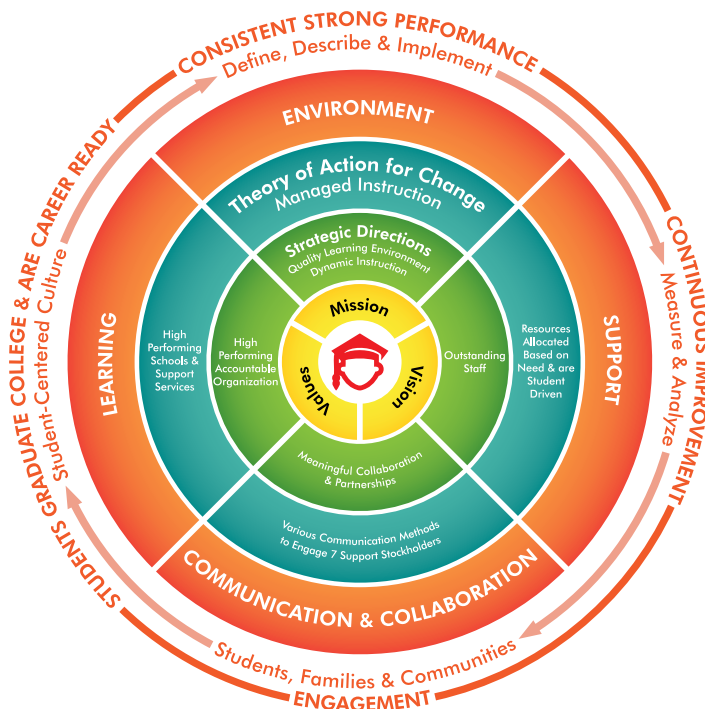 CONSISTENT STRONG PERFORMANCE
Define, Describe & Implement
CONTINUOUS IMPROVEMENT
Measure & Analyze
Students, Families & Communities
ENGAGEMENT
STUDENTS GRADUATE COLLEGE & ARE CAREER READY
Student-Centered Culture
ENVIRONMENT
SUPPORT
COMMUNICATION & COLLABORATION
LEARNING
Theory of Action for Change
Managed Instruction
Resources
Allocated
Based on
Need & are
Student
Driven
Various Communication Methods
to Engage 7 Support Stockholders
High
Performing
Schools &
Support
Services
Strategic Directions
Quality Learning Environment
Dynamic Instruction
Outstanding
Staff
Meaningful Collaboration
& Partnerships
High
Performing
Accountable
Organization
Mission
Vision
Values